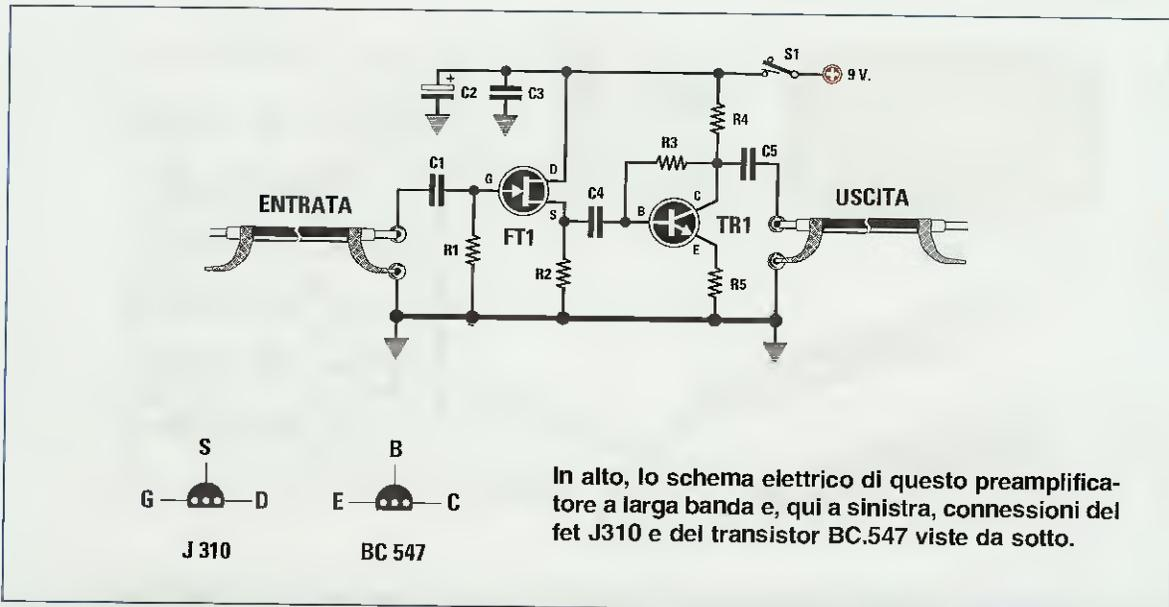 S1
9 V.
C2
C3
R4
R3
C5
C1
G
D
S
C4
B
C
E
ENTRATA
USCITA
FT1
TR1
R1
R2
R5
S
G
D
J 310
B
E
C
BC 547
In alto, lo schema elettrico di questo preamplifica-
tore a larga banda e, qui a sinistra, connessioni del
fet J310 e del transistor BC.547 viste da sotto.